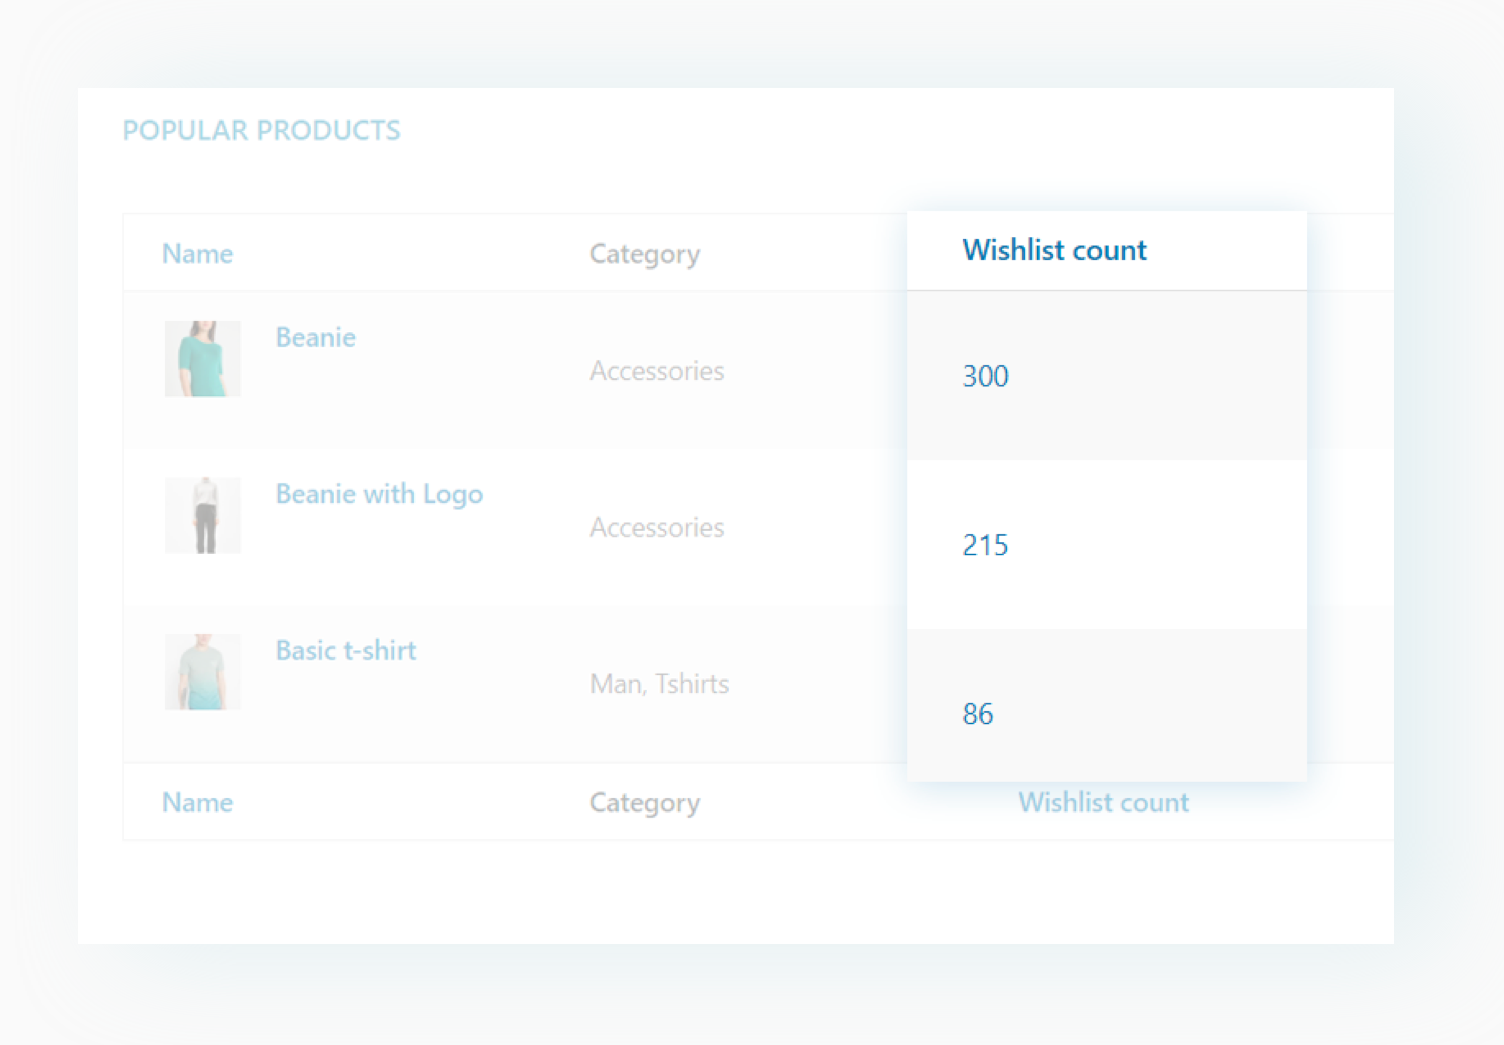 POPULAR PRODUCTS
Name Category Wishlist count
Beanie
Accessories 300
Beanie with Logo
Accessories 215
Basic t-shirt
Man, Tshirts 86
Name Category Wishlist count